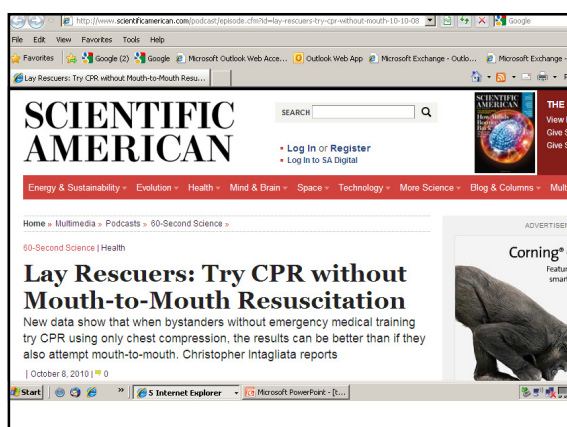 http://www.scientificamerican.com/podcast/episode.cfm?id=lay-rescuers-try-cpr-without-mouth-10-10-08 Google
File Edit View Favorites Tools Help
Favorites Google (2) Google Microsoft Outlook Web Acce... Outlook Web App Microsoft Exchange - Outlo... Microsoft Exchange -
Lay Rescuers: Try CPR without Mouth-to-Mouth Resu...
SCIENTIFIC
AMERICAN
SEARCH
Log In or Register
Log In to SA Digital
SCIENTIFIC
AMERICAN
THE
View
Give
Give
Energy & Sustainability Evolution Health Mind & Brain Space Technology More Science Blog & Columns Mult
Home » Multimedia » Podcasts » 60-Second Science »
ADVERTISEM
60-Second Science | Health
Lay Rescuers: Try CPR without
Mouth-to-Mouth Resuscitation
New data show that when bystanders without emergency medical training
try CPR using only chest compression, the results can be better than if they
also attempt mouth-to-mouth. Christopher Intagliata reports
| October 8, 2010 | 0
Corning®
Featu
smar
Start » 5 Internet Explorer Microsoft PowerPoint - [t...